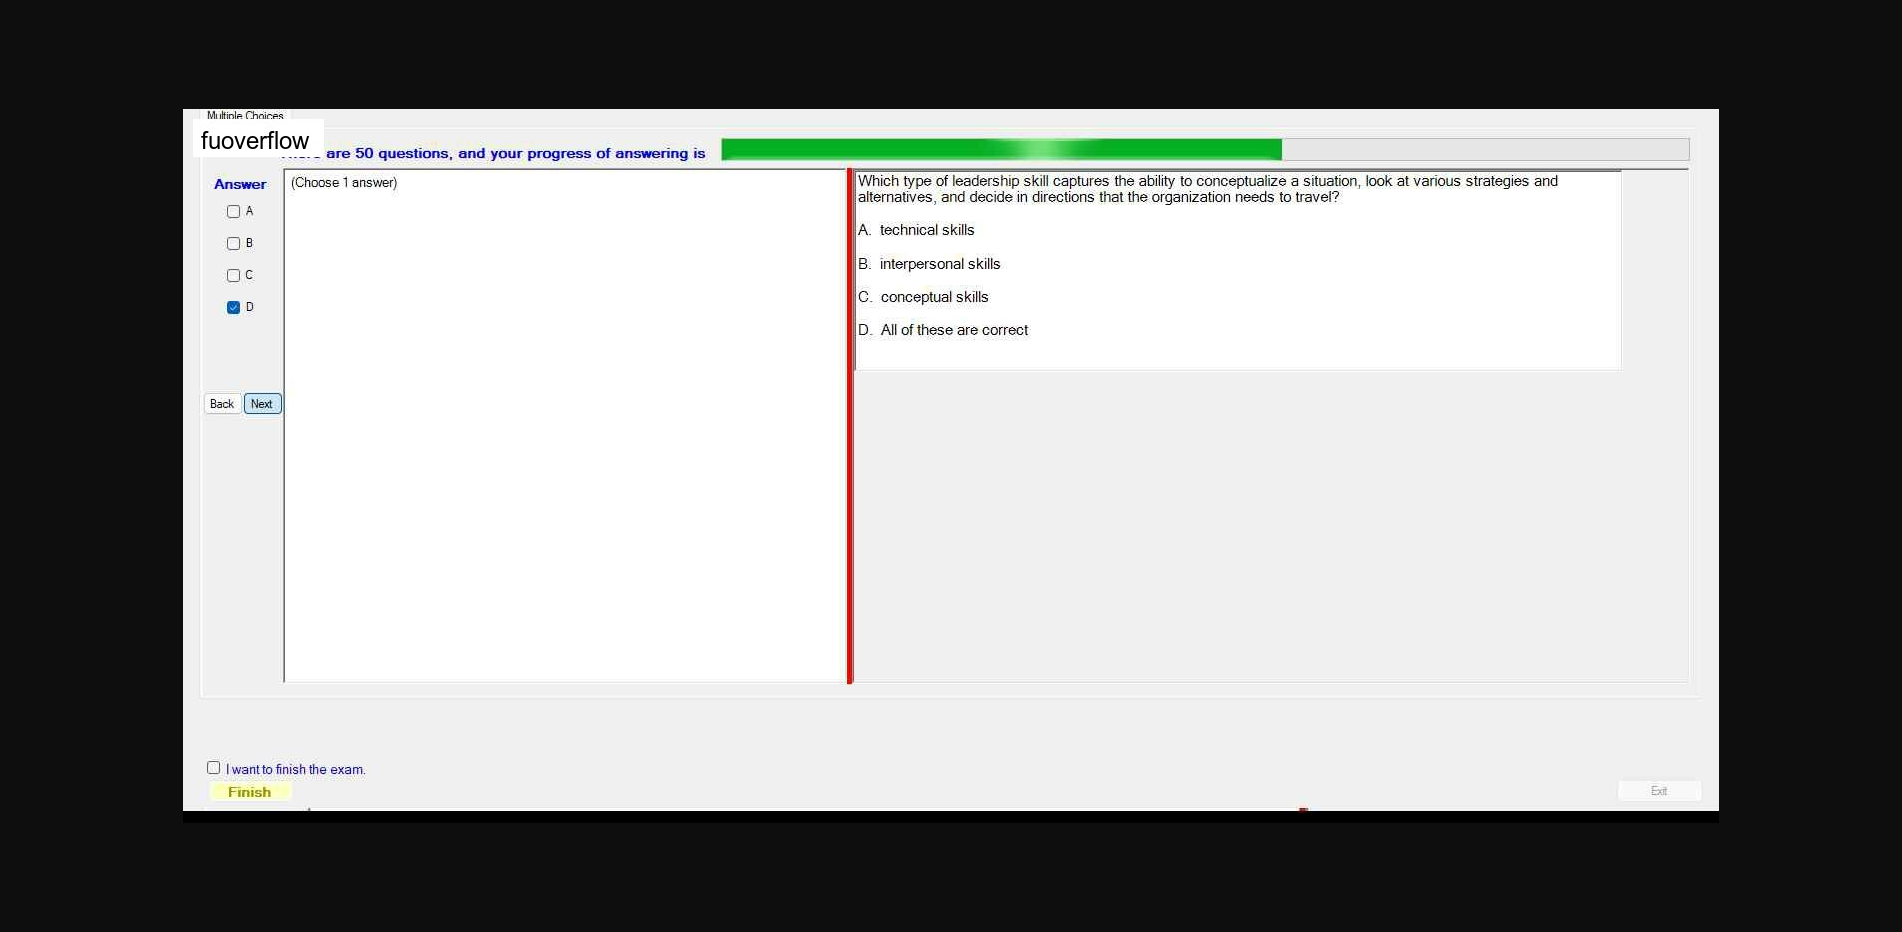 Multiple Choices
fuoverflow
are 50 questions, and your progress of answering is
Answer
(Choose 1 answer)
A
B
C
D
Back
Next
Which type of leadership skill captures the ability to conceptualize a situation, look at various strategies and
alternatives, and decide in directions that the organization needs to travel?
A. technical skills
B. interpersonal skills
C. conceptual skills
D. All of these are correct
I want to finish the exam.
Finish
Exit